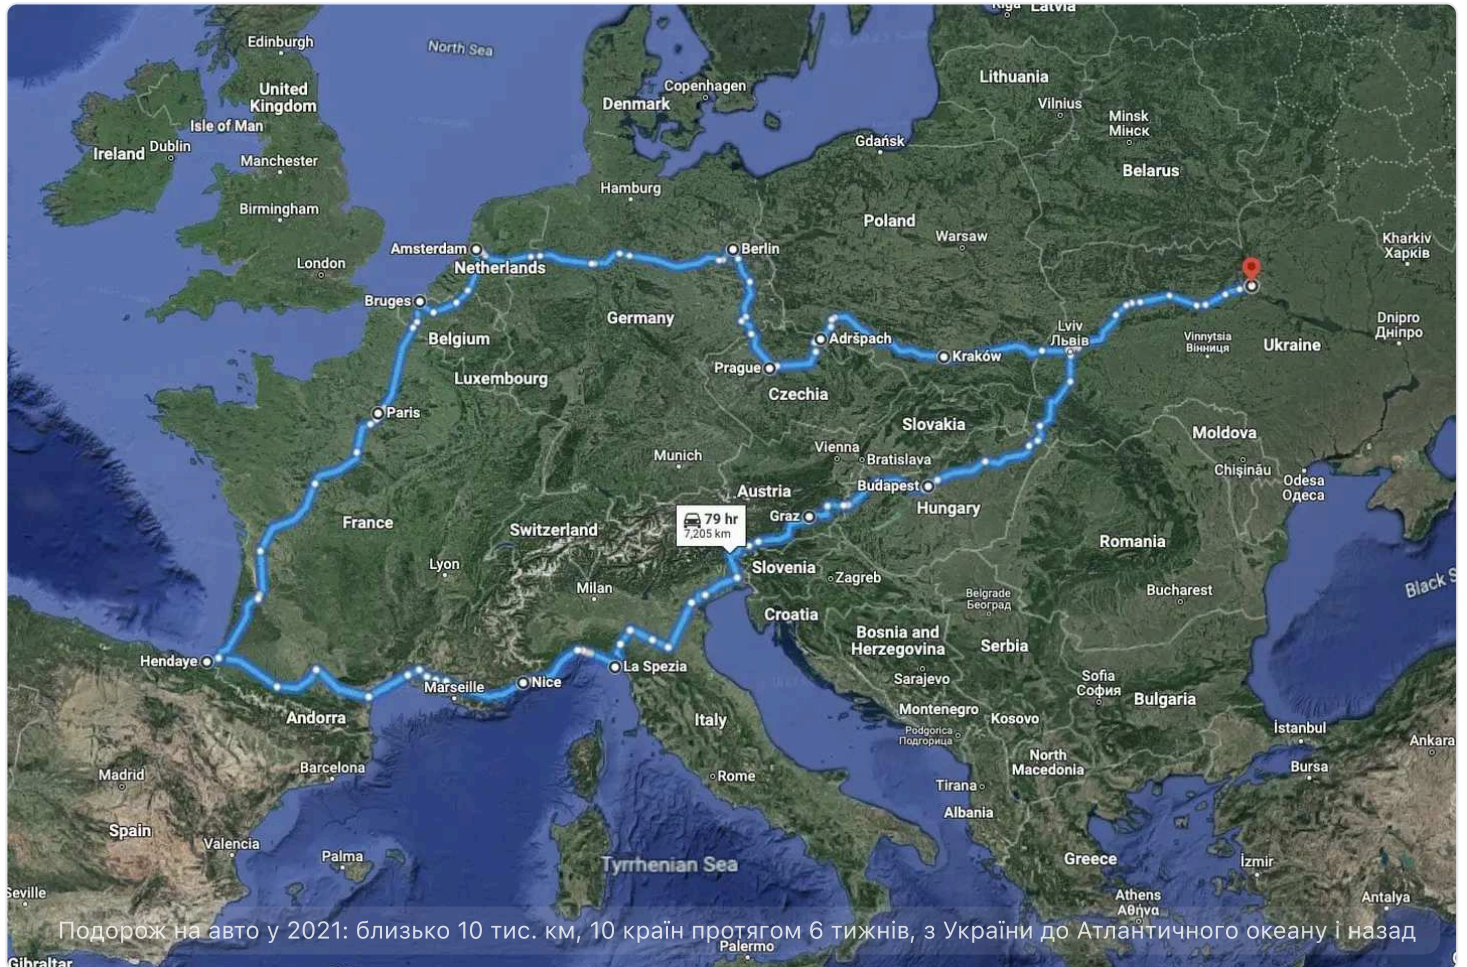 Riga
Latvia
Edinburgh
North Sea
Lithuania
United
Kingdom
Denmark
Copenhagen
Vilnius
Isle of Man
Minsk
Мінск
Ireland
Dublin
Manchester
Gdańsk
Belarus
Hamburg
Birmingham
Poland
Warsaw
Kharkiv
Харків
Amsterdam
Berlin
London
Netherlands
Bruges
Germany
Belgium
Adršpach
Lviv
Львів
Vinnytsia
Вінниця
Ukraine
Dnipro
Дніпро
Kraków
Prague
Luxembourg
Czechia
Paris
Slovakia
Moldova
Vienna
Munich
Bratislava
Chișinău
Odesa
Одеса
Austria
Budapest
79 hr
7,205 km
Graz
Hungary
France
Switzerland
Romania
Lyon
Slovenia
Milan
Zagreb
Bucharest
Black S
Belgrade
Београд
Croatia
Bosnia and
Herzegovina
Serbia
Hendaye
La Spezia
Nice
Marseille
Sarajevo
Sofia
София
Bulgaria
Andorra
Italy
Montenegro
Kosovo
Podgorica
Подгорица
İstanbul
Ankara
North
Macedonia
Barcelona
Madrid
Rome
Bursa
Tirana
Albania
Spain
Valencia
Palma
Tyrrhenian Sea
Greece
İzmir
Seville
Athens
Αθήνα
Antalya
Подорож на авто у 2021: близько 10 тис. км, 10 країн протягом 6 тижнів, з України до Атлантичного океану і назад
Palermo
Gibraltar